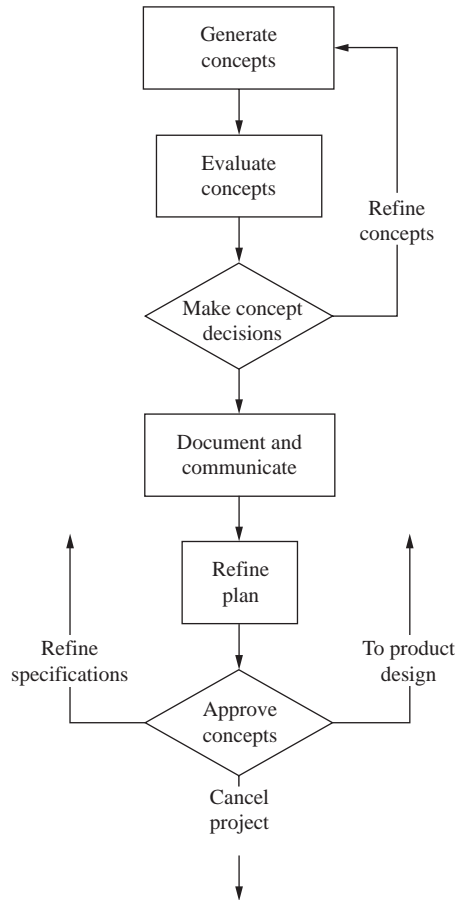 Generate
concepts
Evaluate
concepts
Refine
concepts
Make concept
decisions
Document and
communicate
Refine
plan
Refine
specifications
To product
design
Approve
concepts
Cancel
project